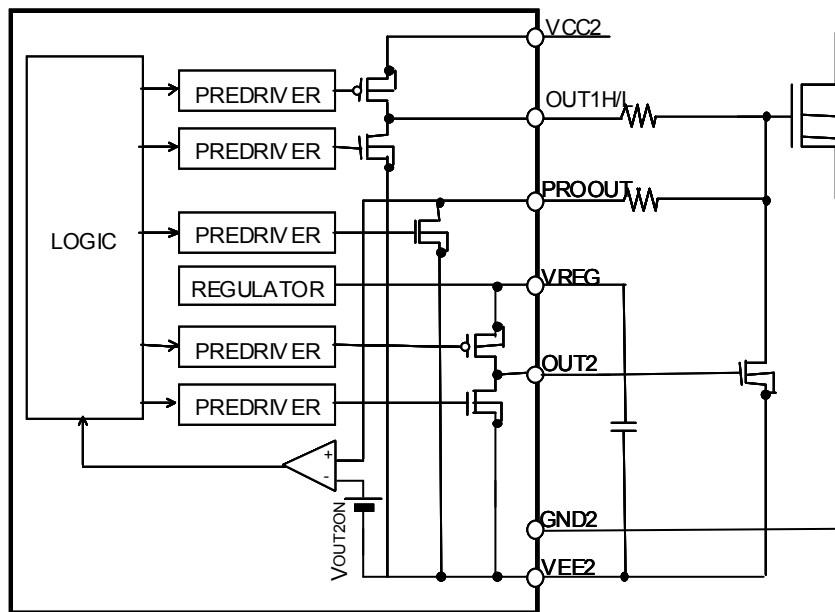 VCC2
PREDRIVER
OUT1H/L
PREDRIVER
PROOUT
PREDRIVER
LOGIC
REGULATOR
VREG
PREDRIVER
OUT2
PREDRIVER
+
-
VOUT2ON
GND2
VEE2